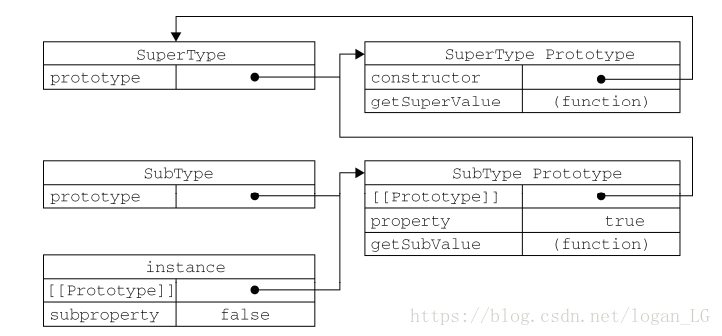 SuperType
prototype
SuperType Prototype
constructor
getSuperValue (function)
SubType
prototype
SubType Prototype
[[Prototype]]
property true
getSubValue (function)
instance
[[Prototype]]
subproperty false
https://blog.csdn.net/logan_LG